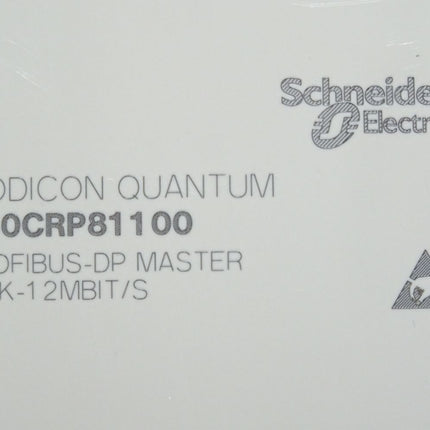 Schneide
Electr
ODICON QUANTUM
0CRP81100
OFIBUS-DP MASTER
K-12MBIT/S